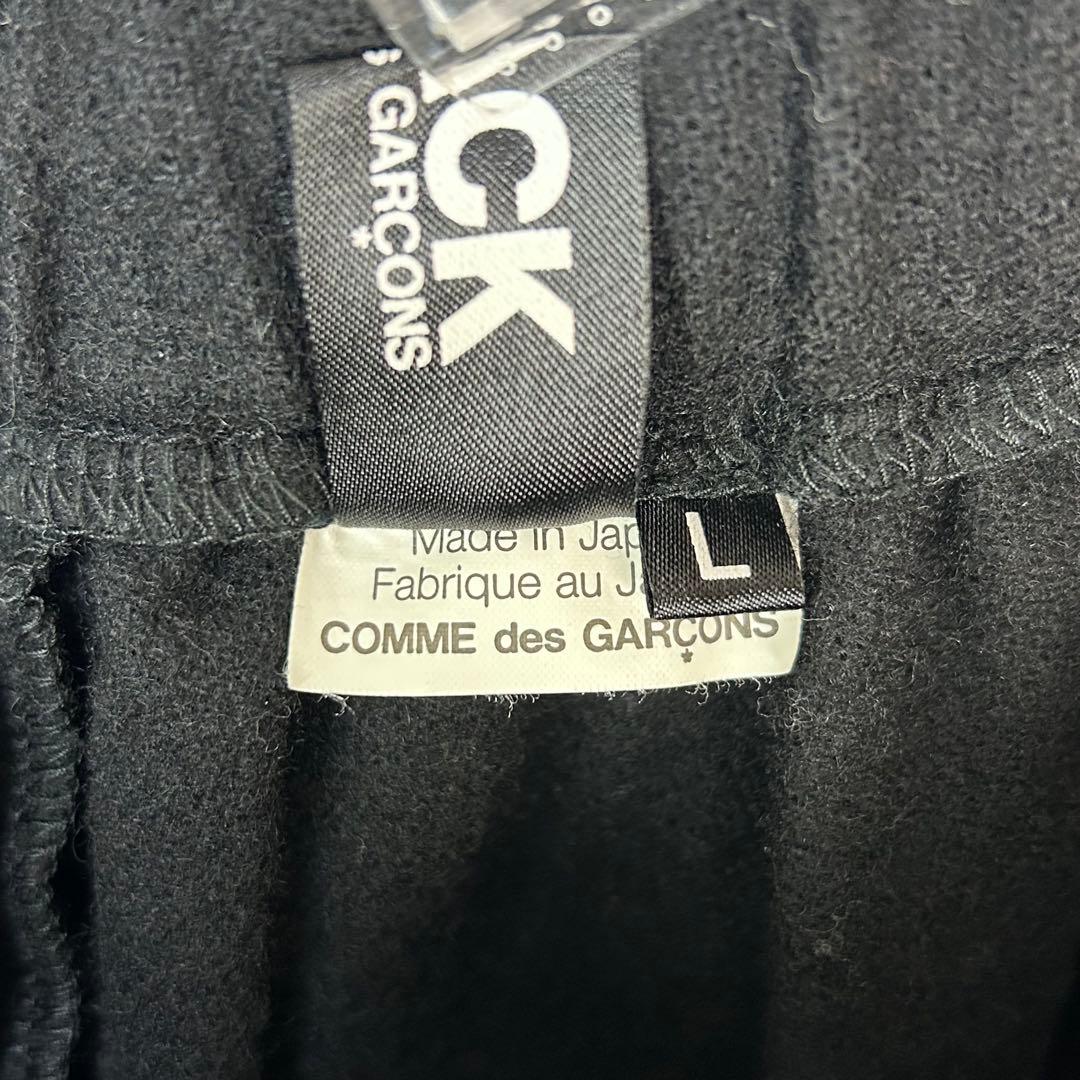 CK
GARÇONS
Made in Jap
Fabrique au Ja
COMME des GARÇONS
L